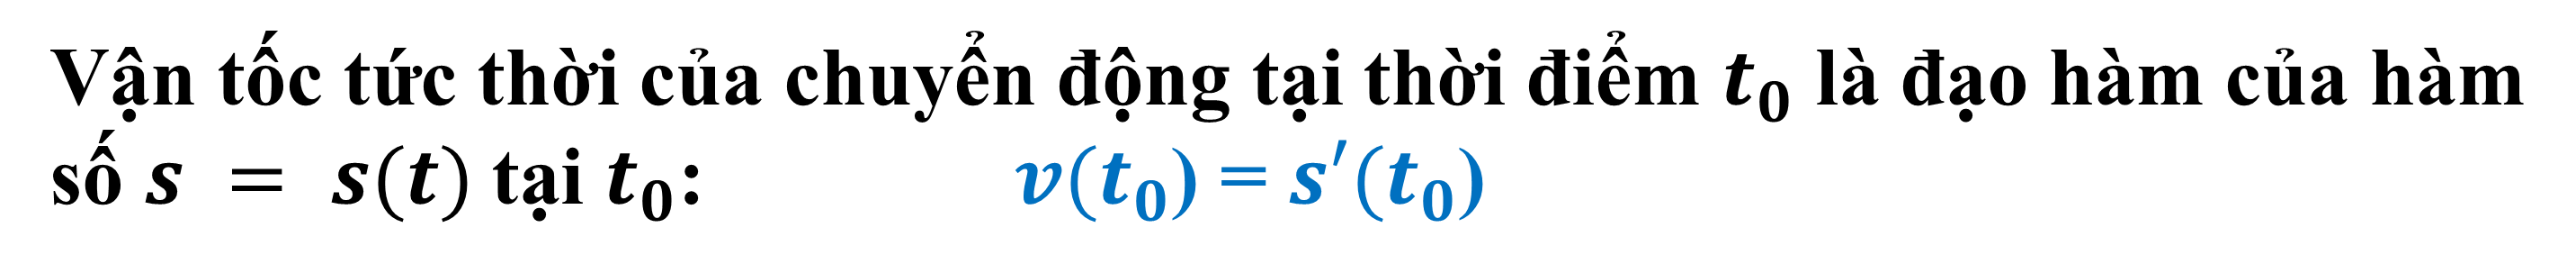 Vận tốc tức thời của chuyển động tại thời điểm t₀ là đạo hàm của hàm
số s = s(t) tại t₀: v(t₀) = s′(t₀)